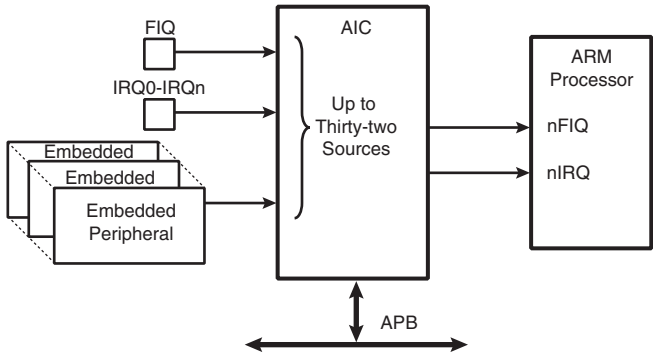 FIQ
IRQ0-IRQn
Embedded
Embedded
Embedded
Peripheral
AIC
Up to
Thirty-two
Sources
ARM
Processor
nFIQ
nIRQ
APB